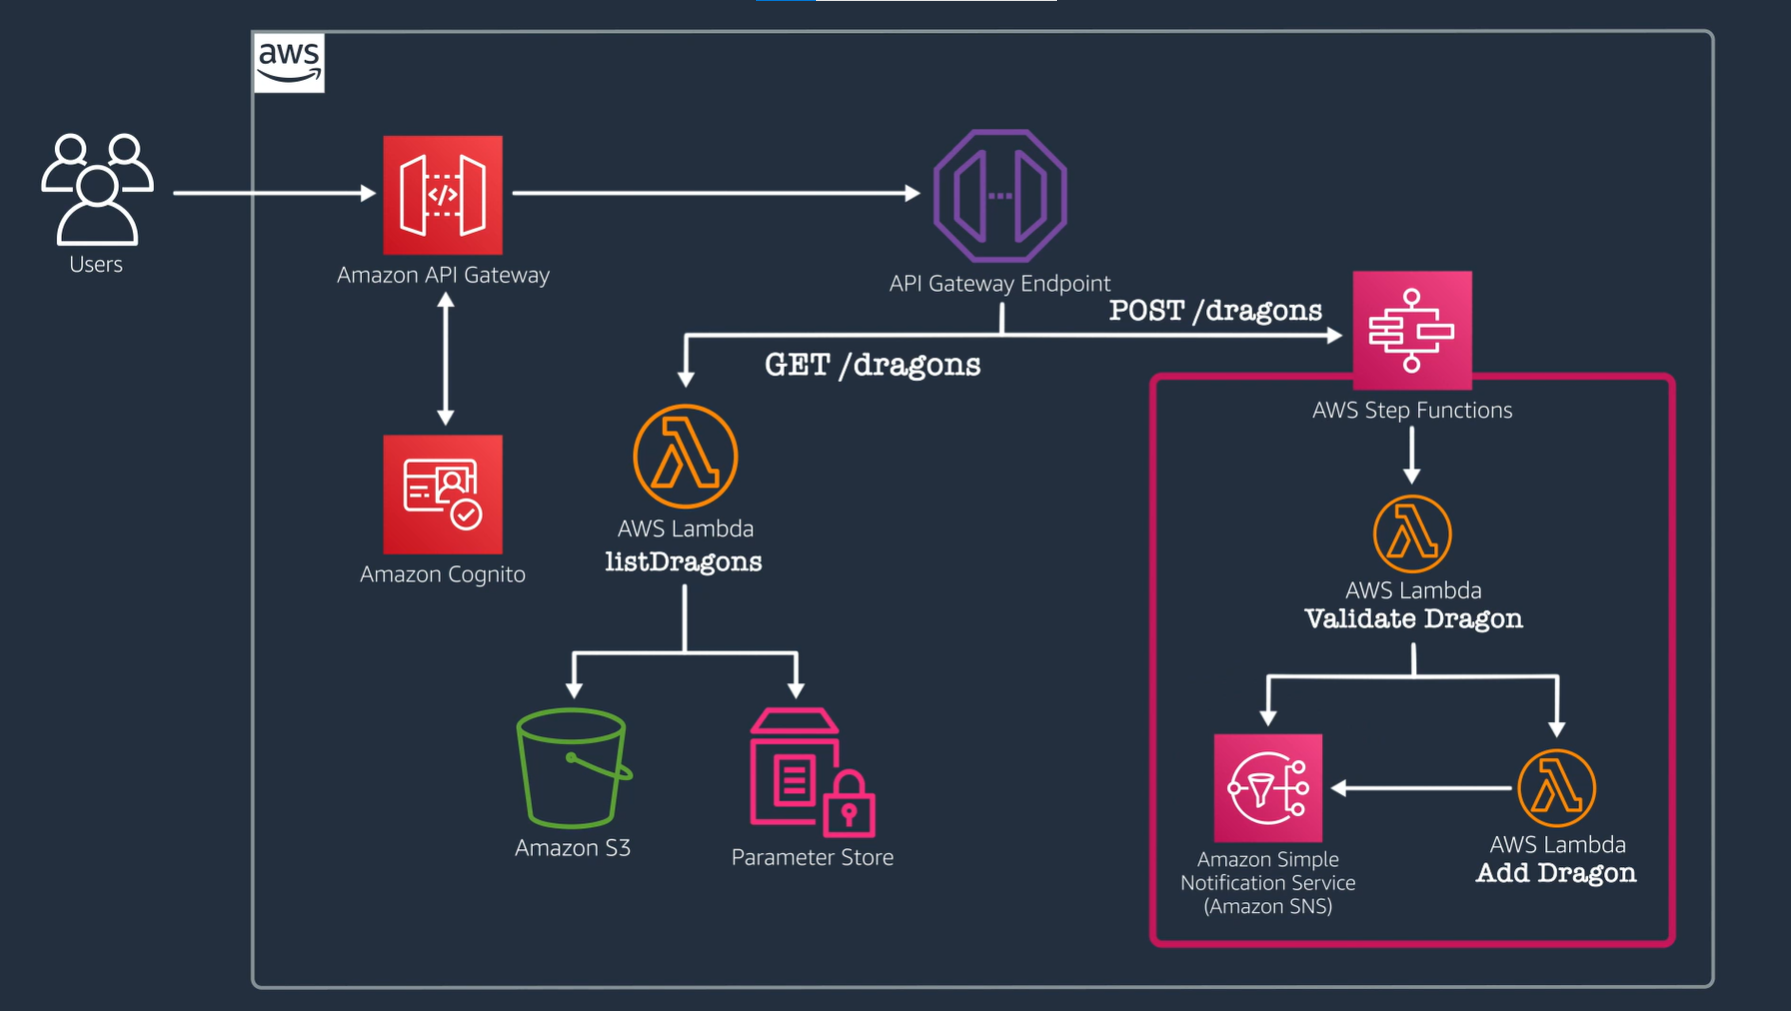 aws
Users
Amazon API Gateway
API Gateway Endpoint
POST /dragons
GET /dragons
AWS Step Functions
Amazon Cognito
AWS Lambda
listDragons
AWS Lambda
Validate Dragon
Amazon S3
Parameter Store
Amazon Simple
Notification Service
(Amazon SNS)
AWS Lambda
Add Dragon